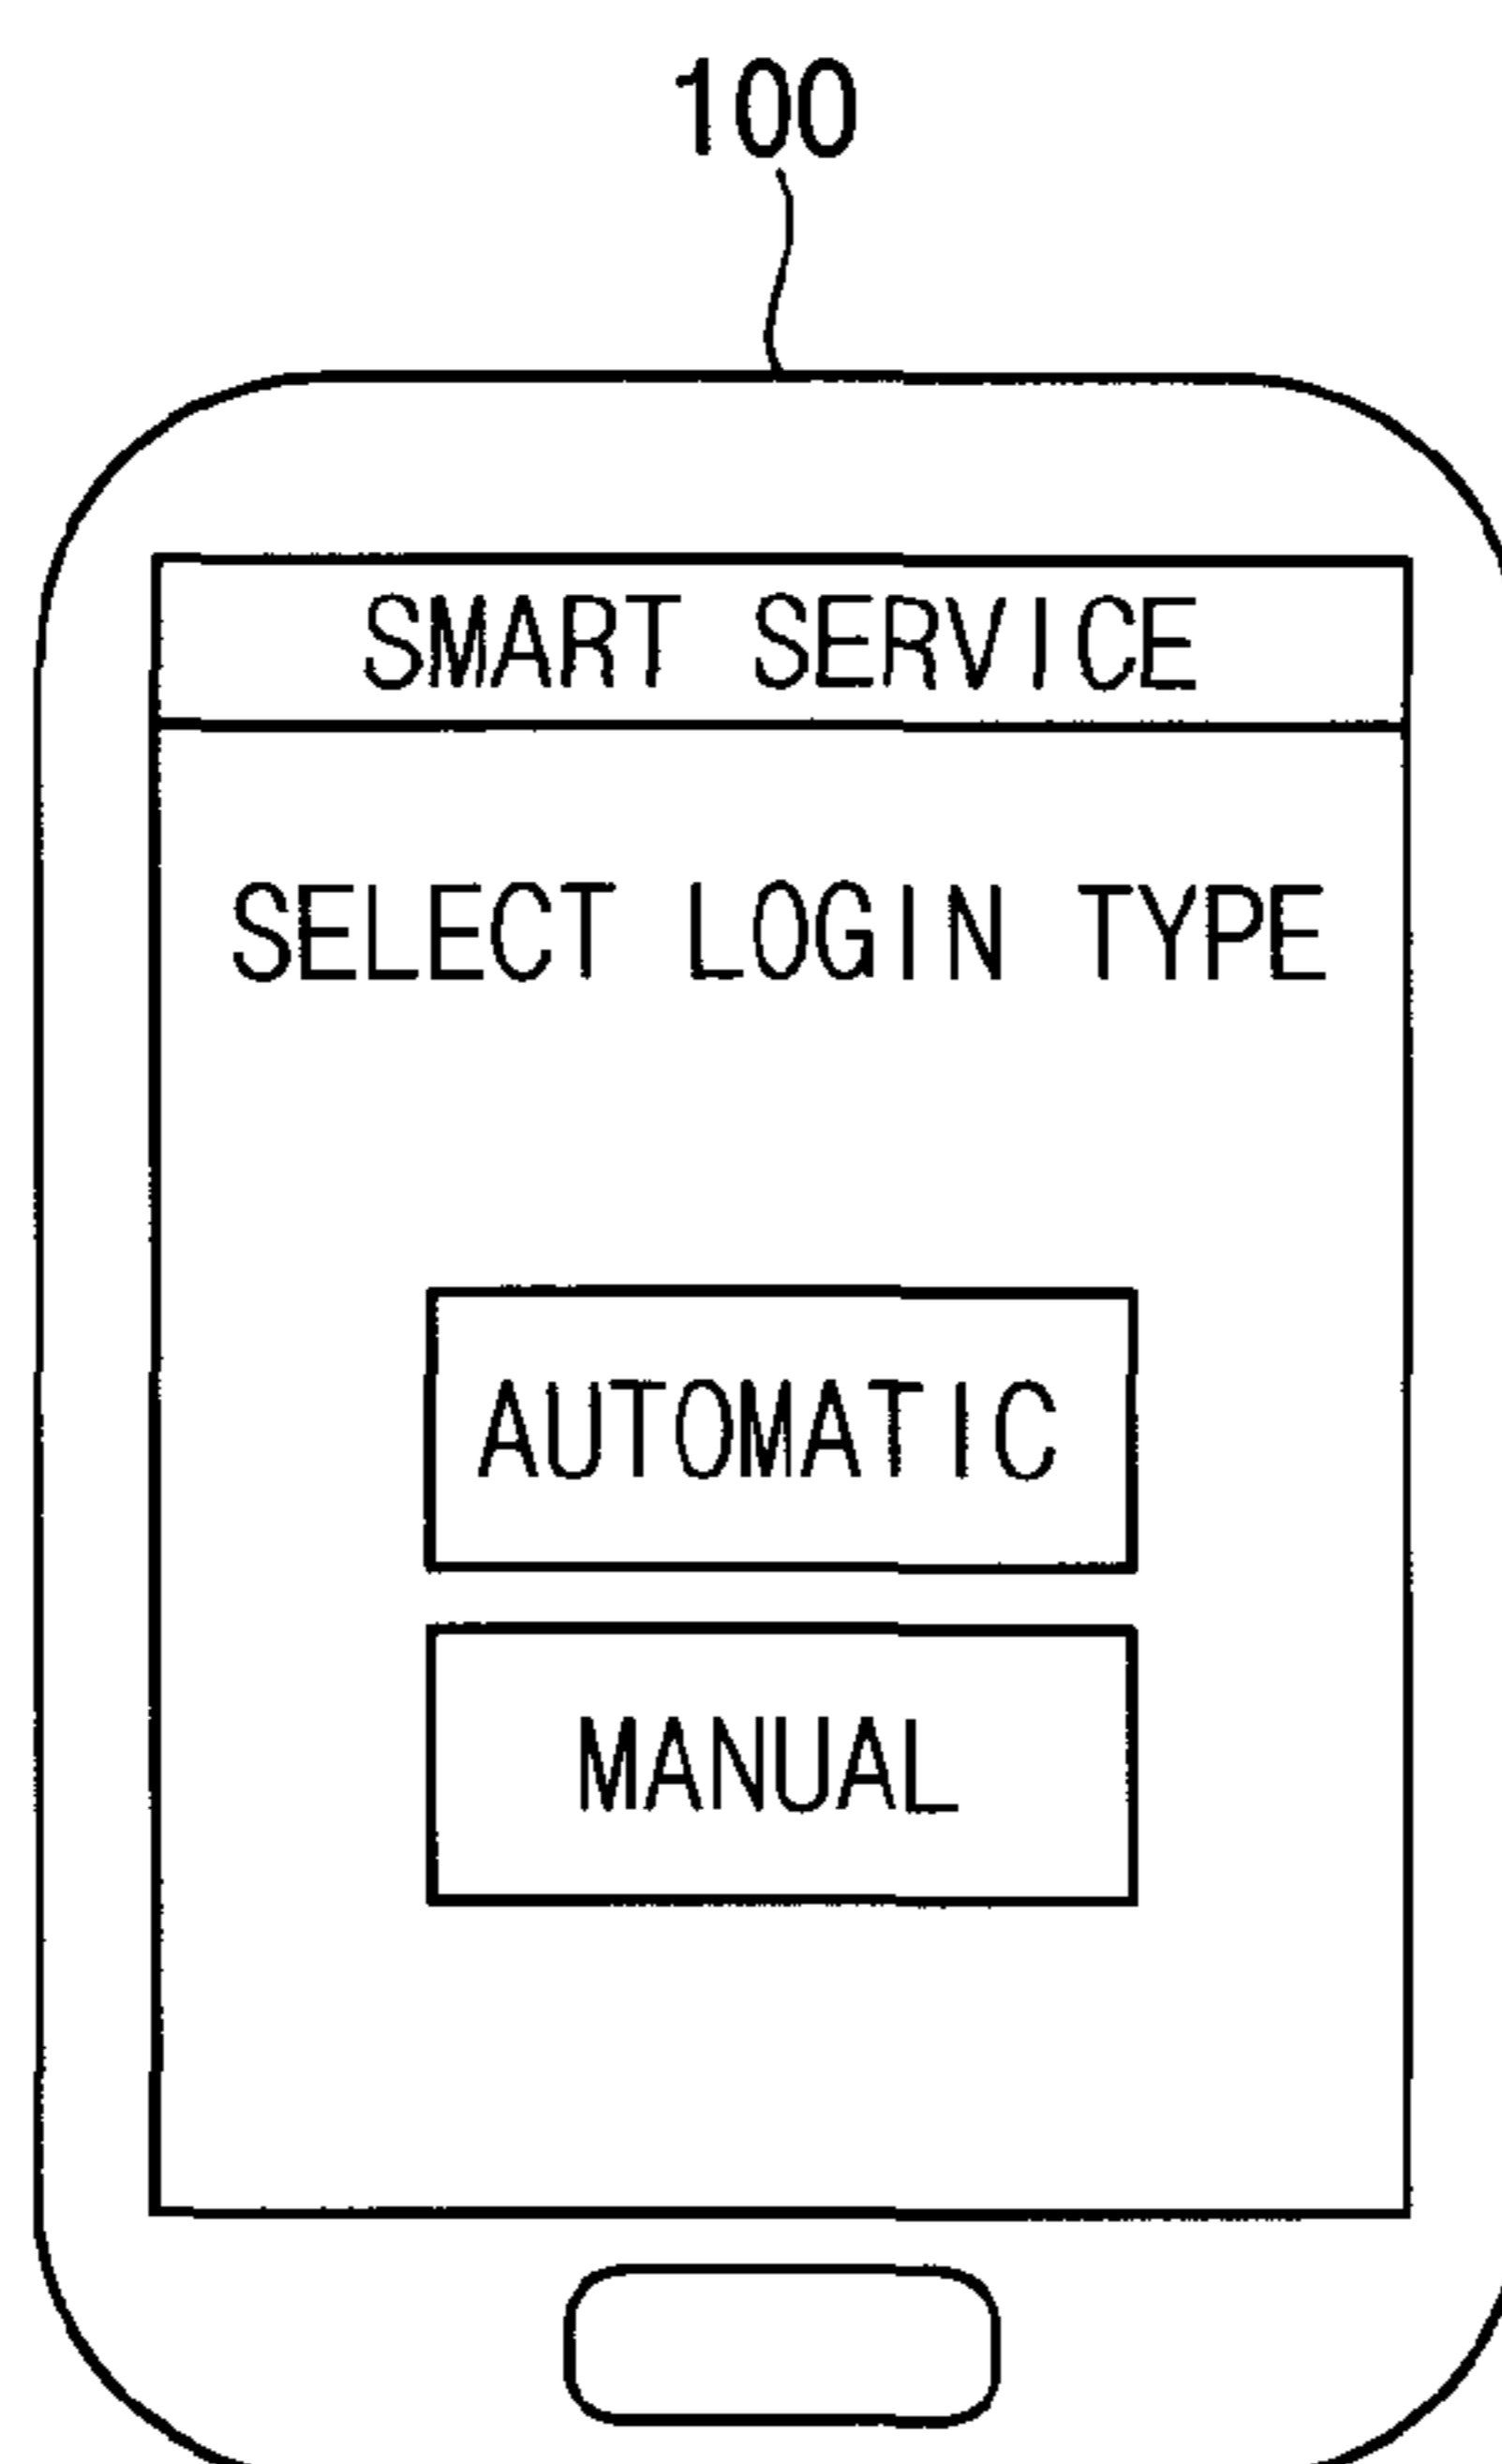 100
SMART SERVICE
SELECT LOGIN TYPE
AUTOMATIC
MANUAL